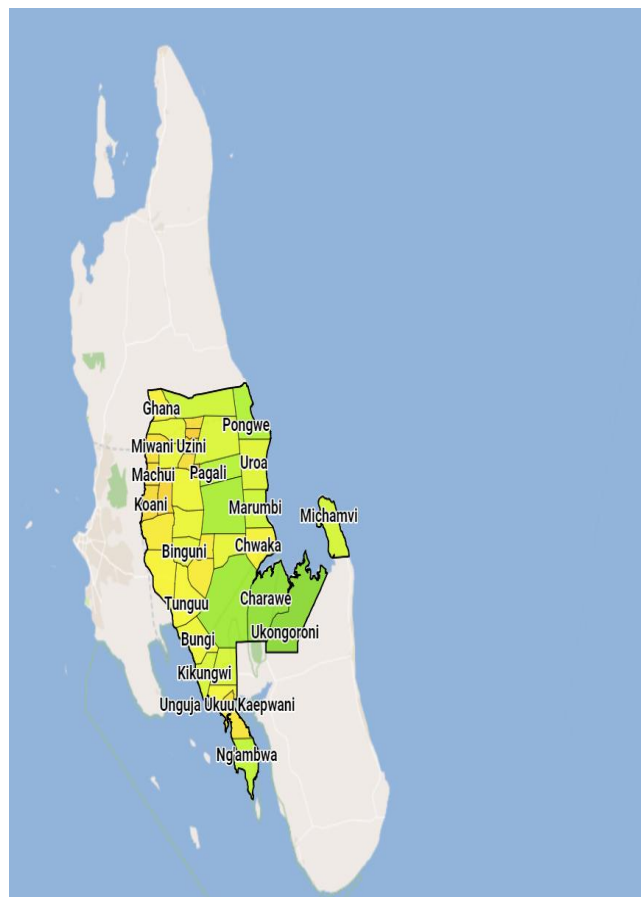 Ghana
Pongwe
Miwani
Uzini
Uroa
Machui
Pagali
Koani
Marumbi
Michamvi
Binguni
Chwaka
Charawe
Tunguu
Ukongoroni
Bungi
Kikungwi
Unguja Ukuu Kaepwani
Ng'ambwa